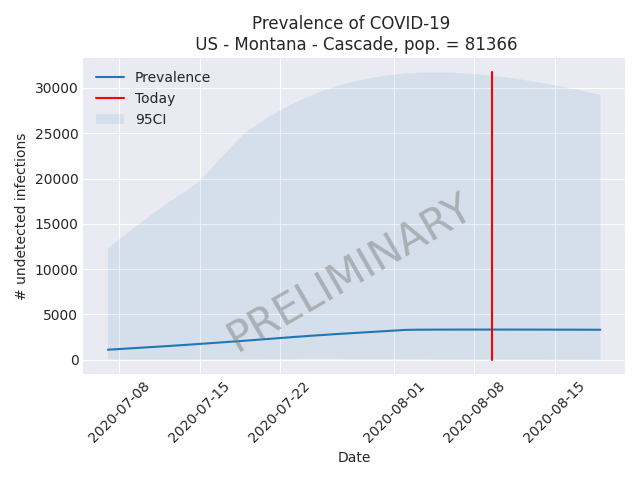 Prevalence of COVID-19
US - Montana - Cascade, pop. = 81366
Prevalence
Today
95CI
30000
25000
20000
15000
10000
5000
0
# undetected infections
PRELIMINARY
2020-07-08
2020-07-15
2020-07-22
2020-08-01
2020-08-08
2020-08-15
Date